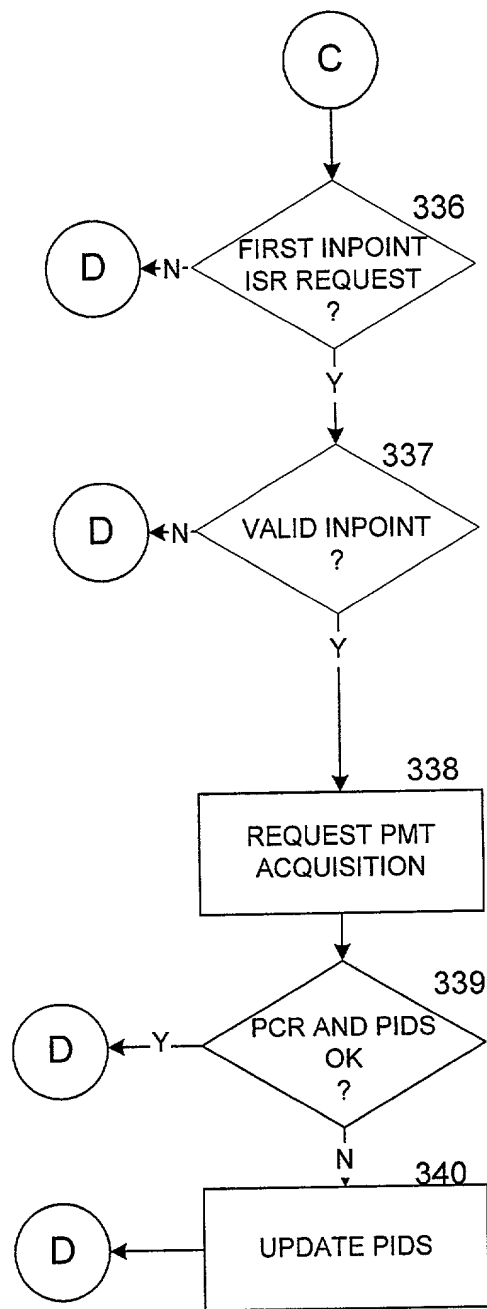 C
336
FIRST INPOINT
ISR REQUEST
?
N
D
Y
337
VALID INPOINT
?
N
D
Y
338
REQUEST PMT
ACQUISITION
339
PCR AND PIDS
OK
?
Y
D
N
340
UPDATE PIDS
D